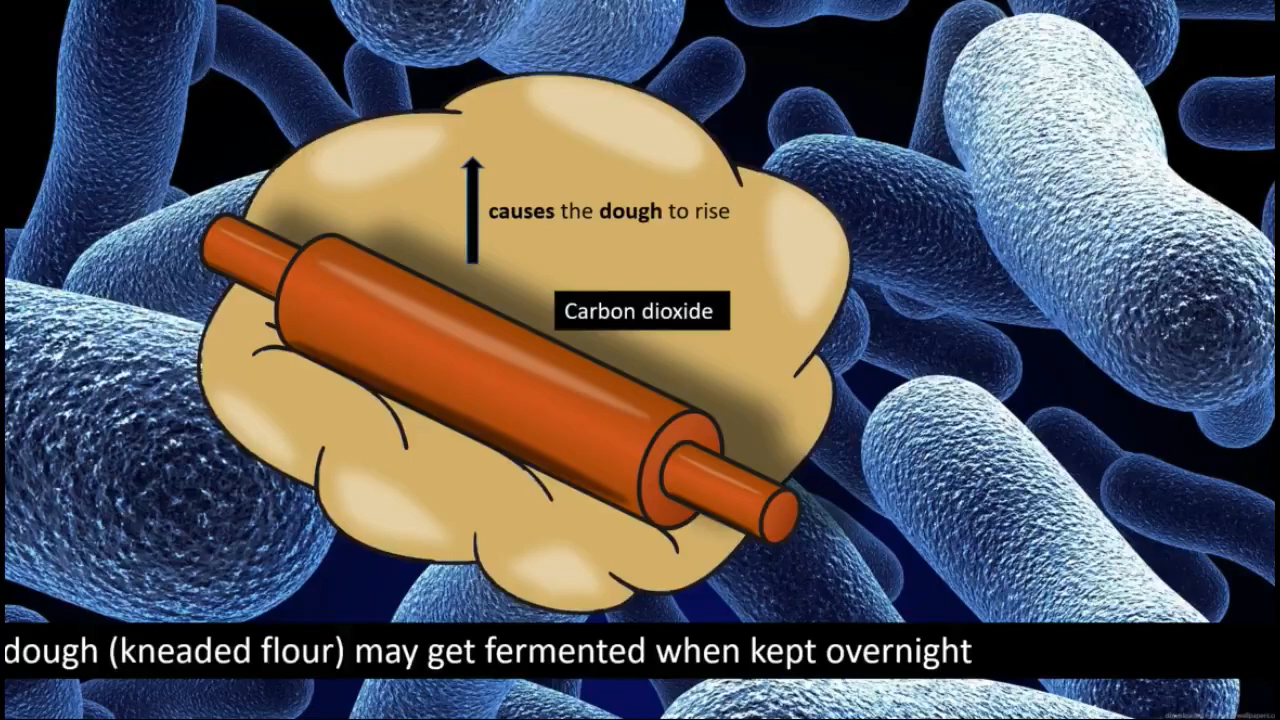 causes the dough to rise
Carbon dioxide
dough (kneaded flour) may get fermented when kept overnight